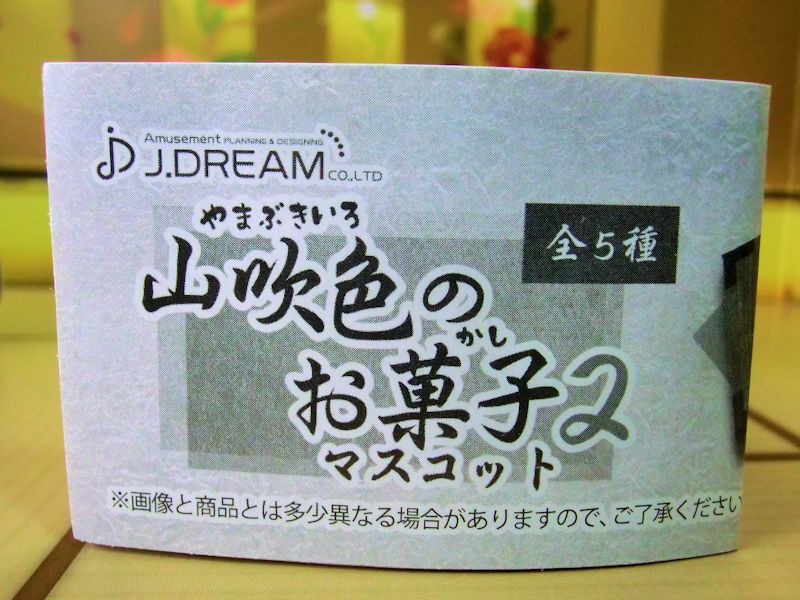 Amusement PLANNING & DESIGNING
J.DREAM CO.,LTD
全5種
やまぶきいろ
山吹色の
かし
お菓子2
マスコット
※画像と商品とは多少異なる場合がありますので、ご了承ください